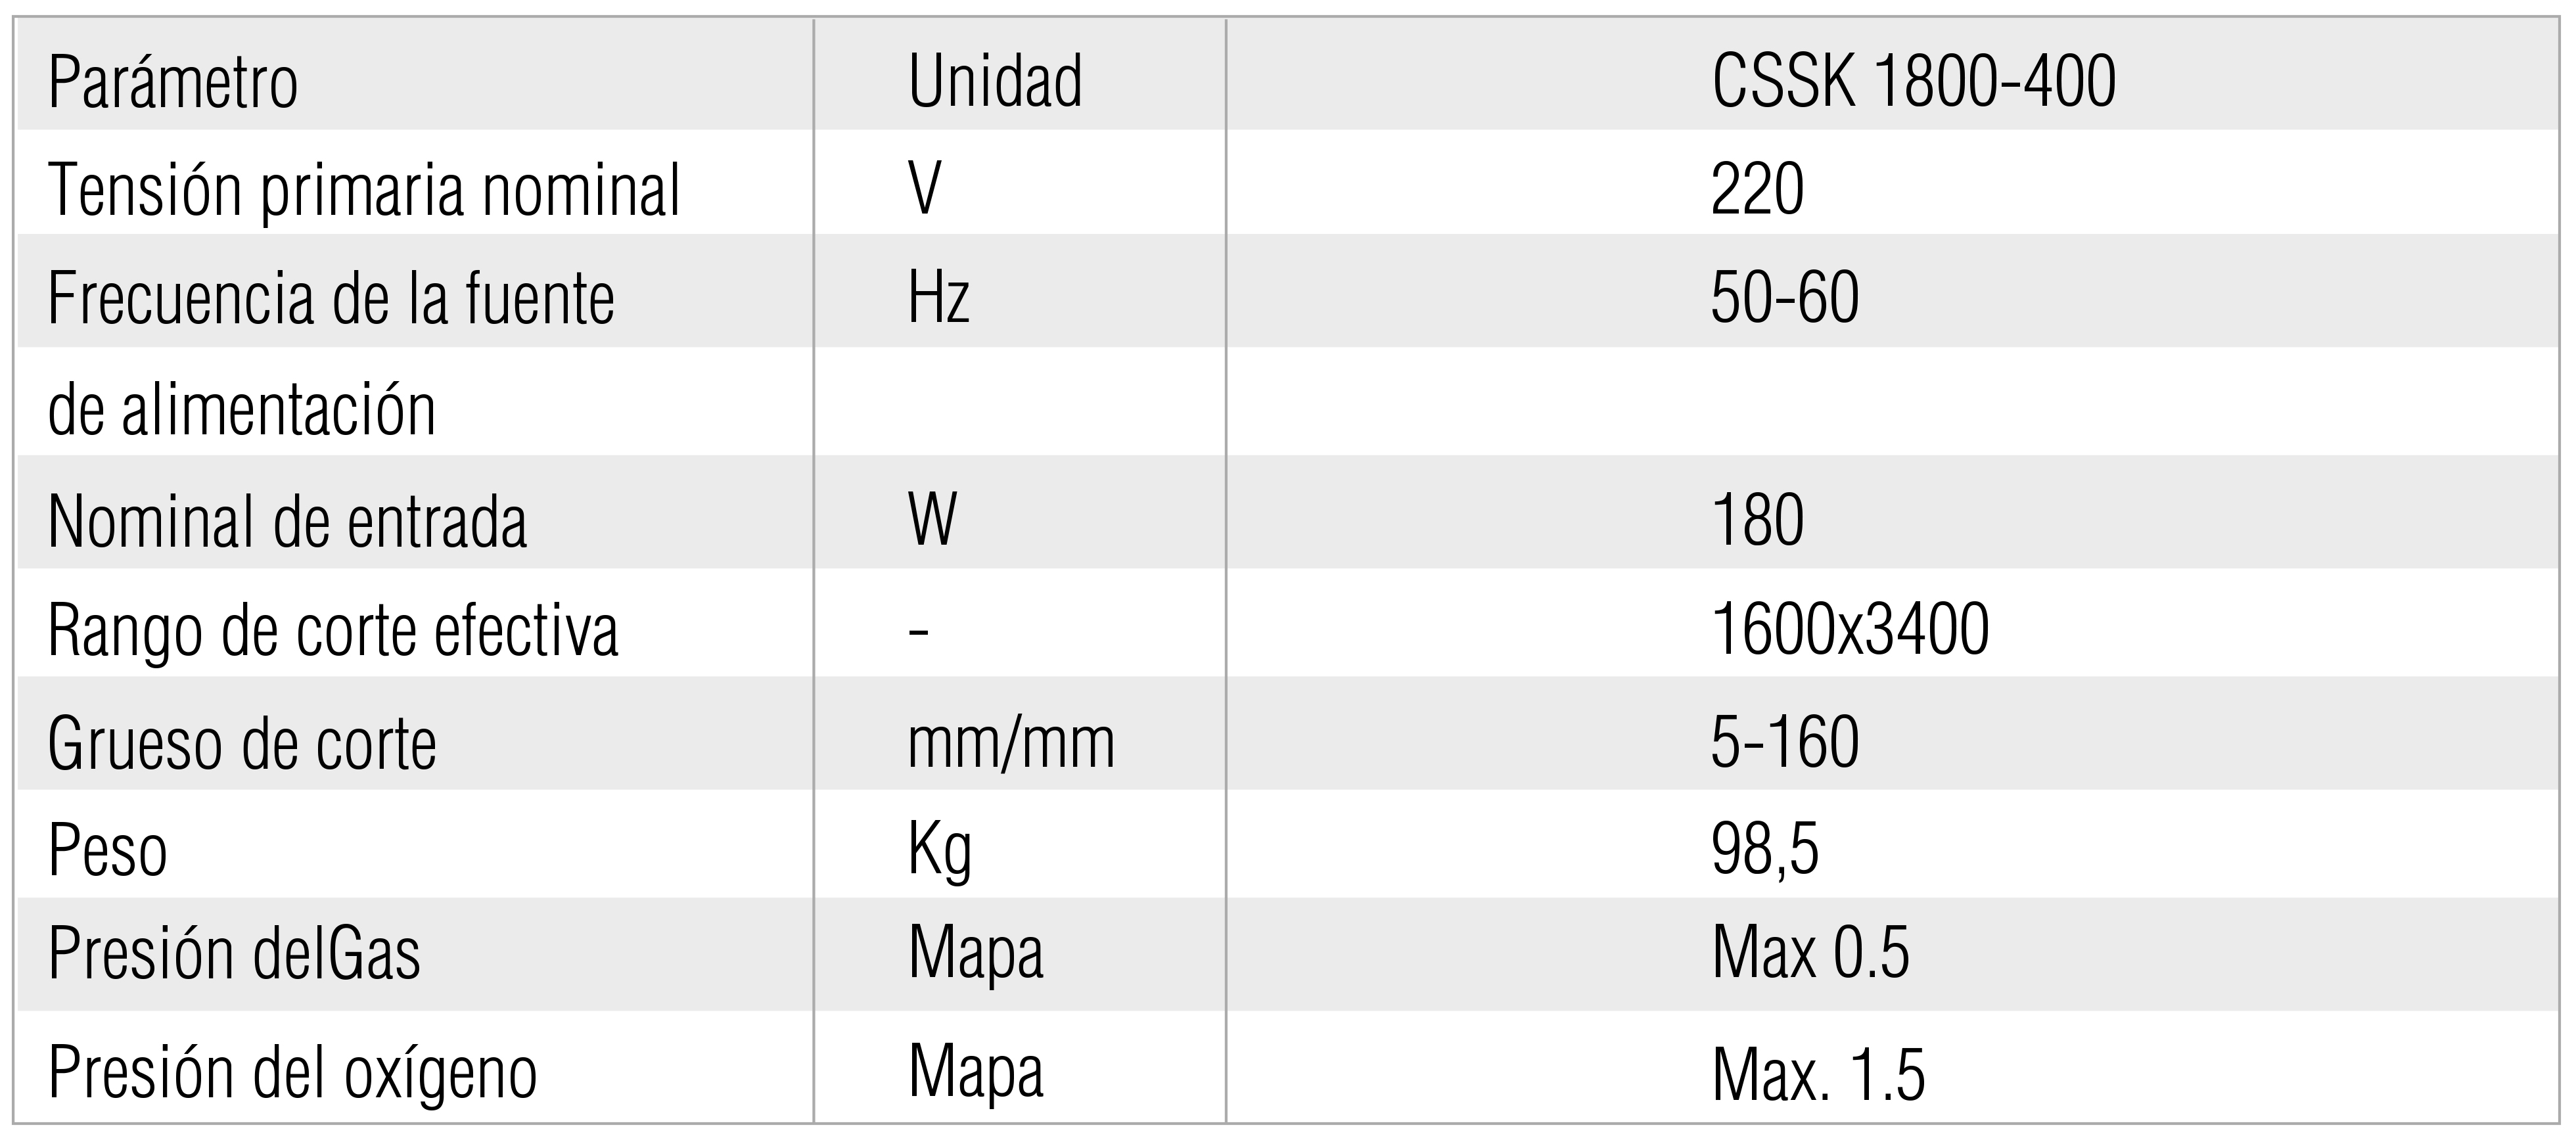 Parámetro Unidad CSSK 1800-400
Tensión primaria nominal V 220
Frecuencia de la fuente Hz 50-60
de alimentación
Nominal de entrada W 180
Rango de corte efectiva - 1600x3400
Grueso de corte mm/mm 5-160
Peso Kg 98,5
Presión delGas Mapa Max 0.5
Presión del oxígeno Mapa Max. 1.5